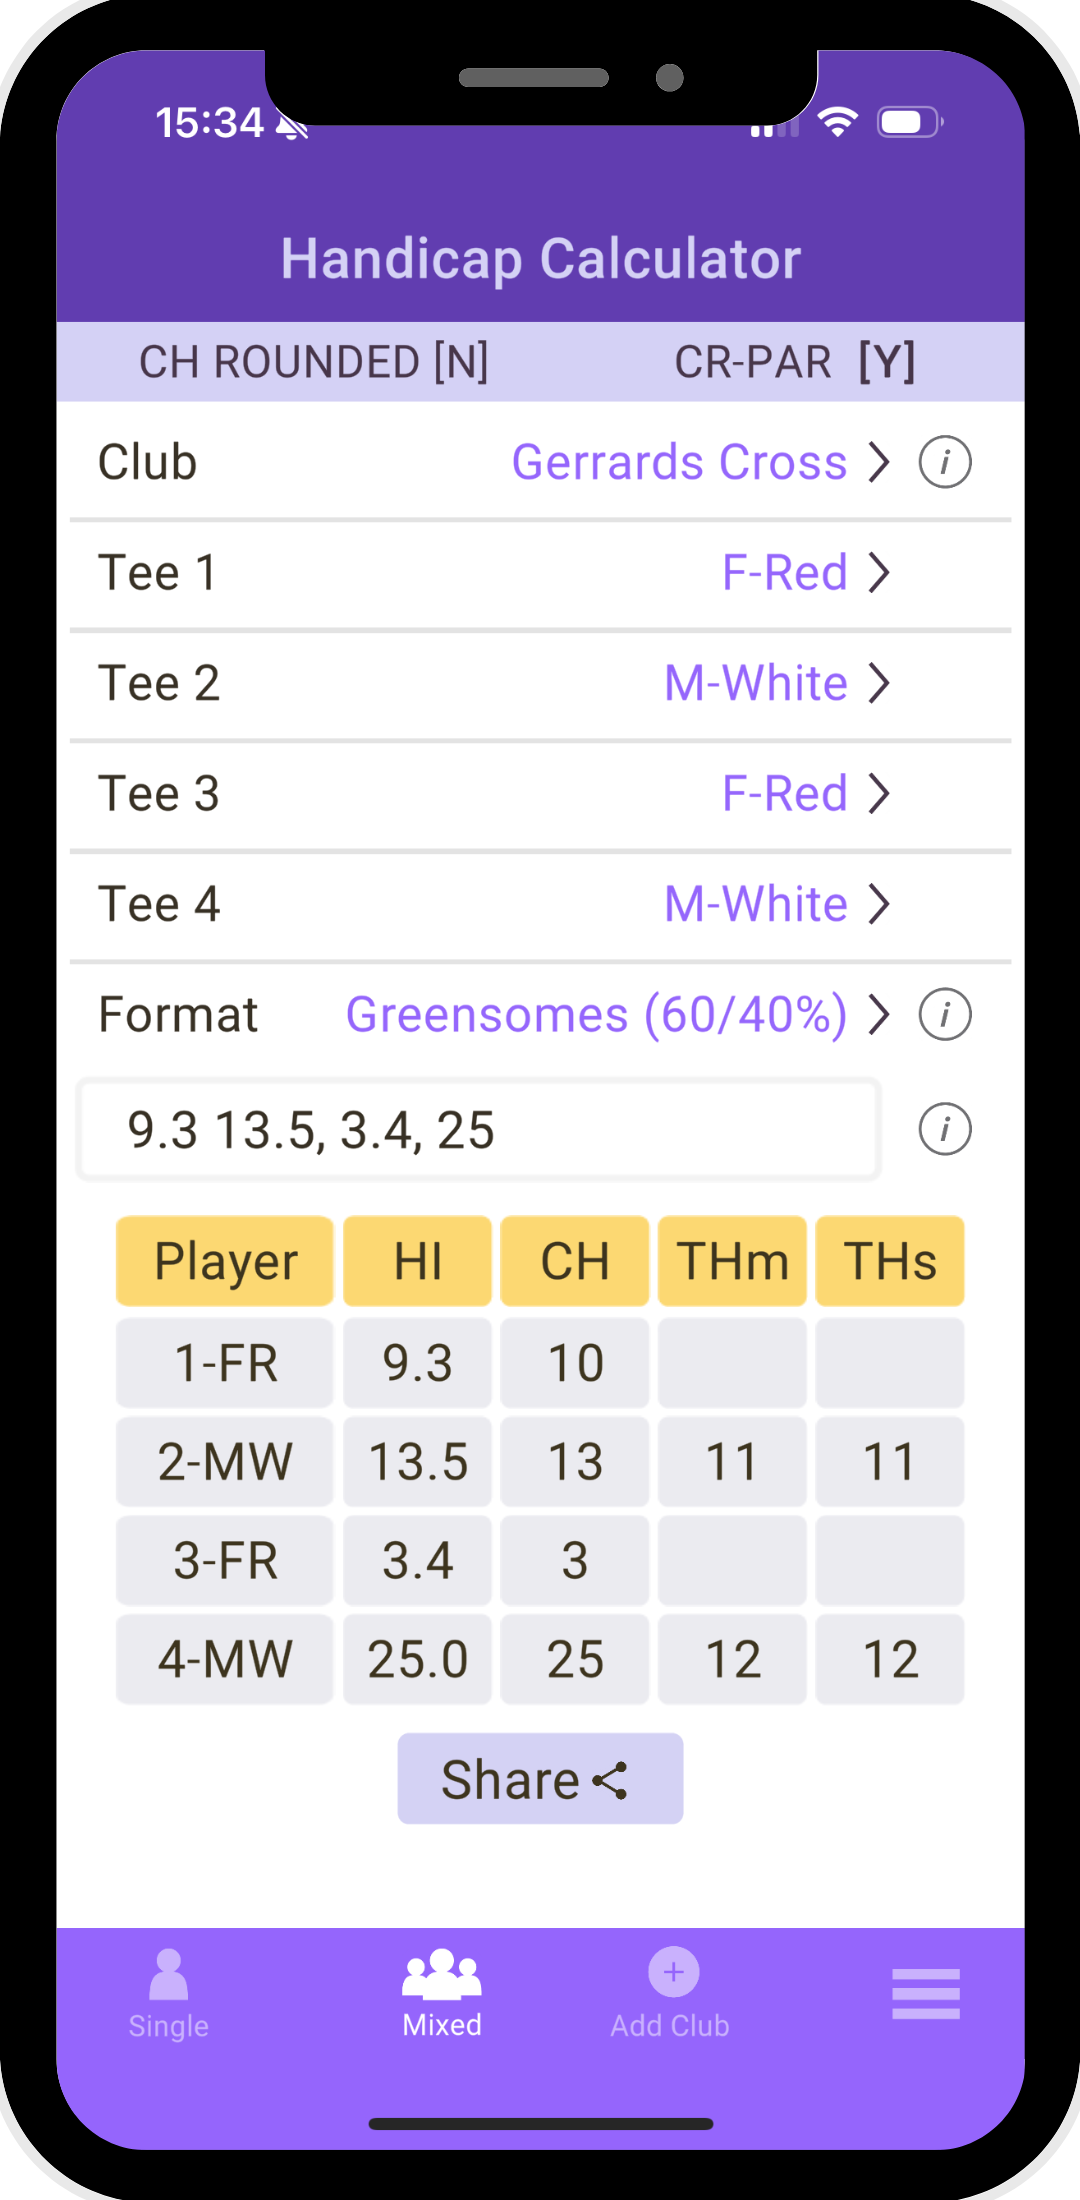 15:34
Handicap Calculator
CH ROUNDED [N] CR-PAR [Y]
Club Gerrards Cross i
Tee 1 F-Red
Tee 2 M-White
Tee 3 F-Red
Tee 4 M-White
Format Greensomes (60/40%) i
9.3 13.5, 3.4, 25 i
Player HI CH THm THs
1-FR 9.3 10
2-MW 13.5 13 11 11
3-FR 3.4 3
4-MW 25.0 25 12 12
Share
Single Mixed Add Club